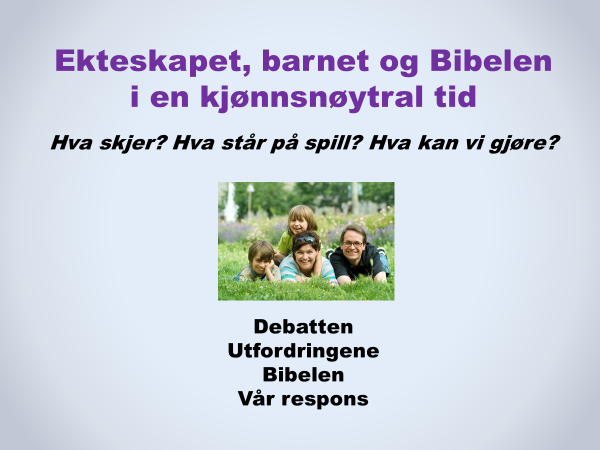 Ekteskapet, barnet og Bibelen
i en kjønnsnøytral tid
Hva skjer? Hva står på spill? Hva kan vi gjøre?
Debatten
Utfordringene
Bibelen
Vår respons